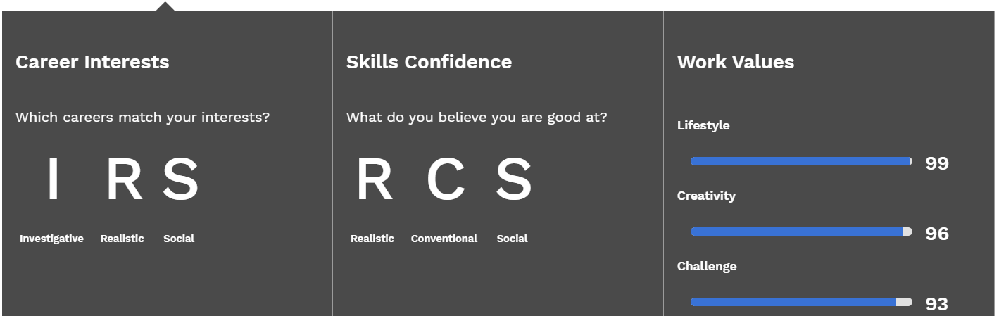 Career Interests
Which careers match your interests?
I R S
Investigative Realistic Social
Skills Confidence
What do you believe you are good at?
R C S
Realistic Conventional Social
Work Values
Lifestyle
99
Creativity
96
Challenge
93